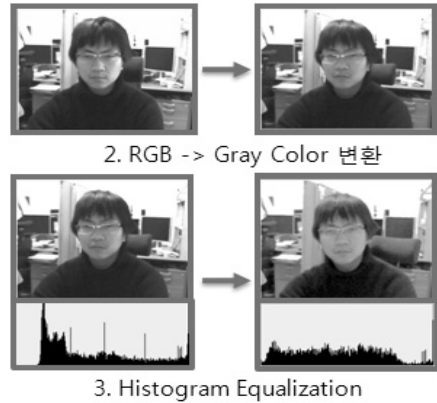 2. RGB -> Gray Color 변환
3. Histogram Equalization